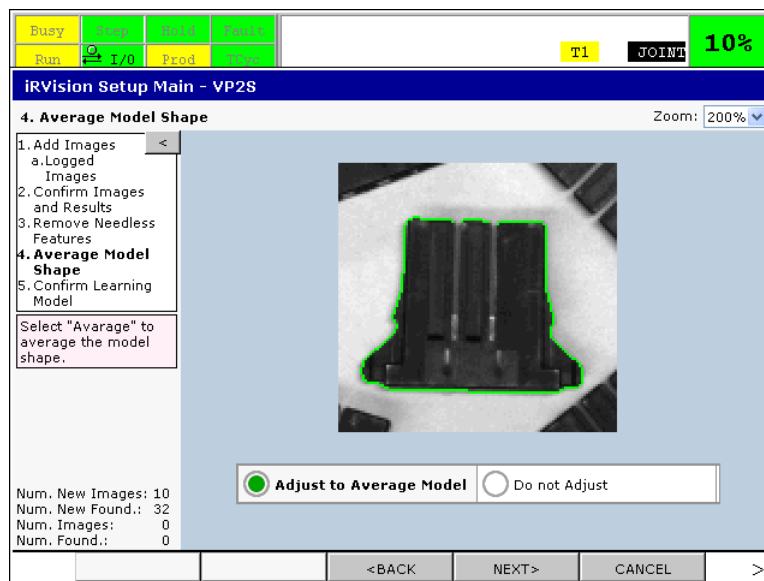 Busy Step Hold Fault
Run I/O Prod TCyc
T1 JOINT 10%
iRVision Setup Main - VP2S
4. Average Model Shape
Zoom: 200%
<
1.Add Images
a.Logged
Images
2.Confirm Images
and Results
3.Remove Needless
Features
4.Average Model
Shape
5.Confirm Learning
Model
Select "Avarage" to
average the model
shape.
Adjust to Average Model Do not Adjust
Num. New Images: 10
Num. New Found.: 32
Num. Images: 0
Num. Found.: 0
<BACK NEXT> CANCEL >